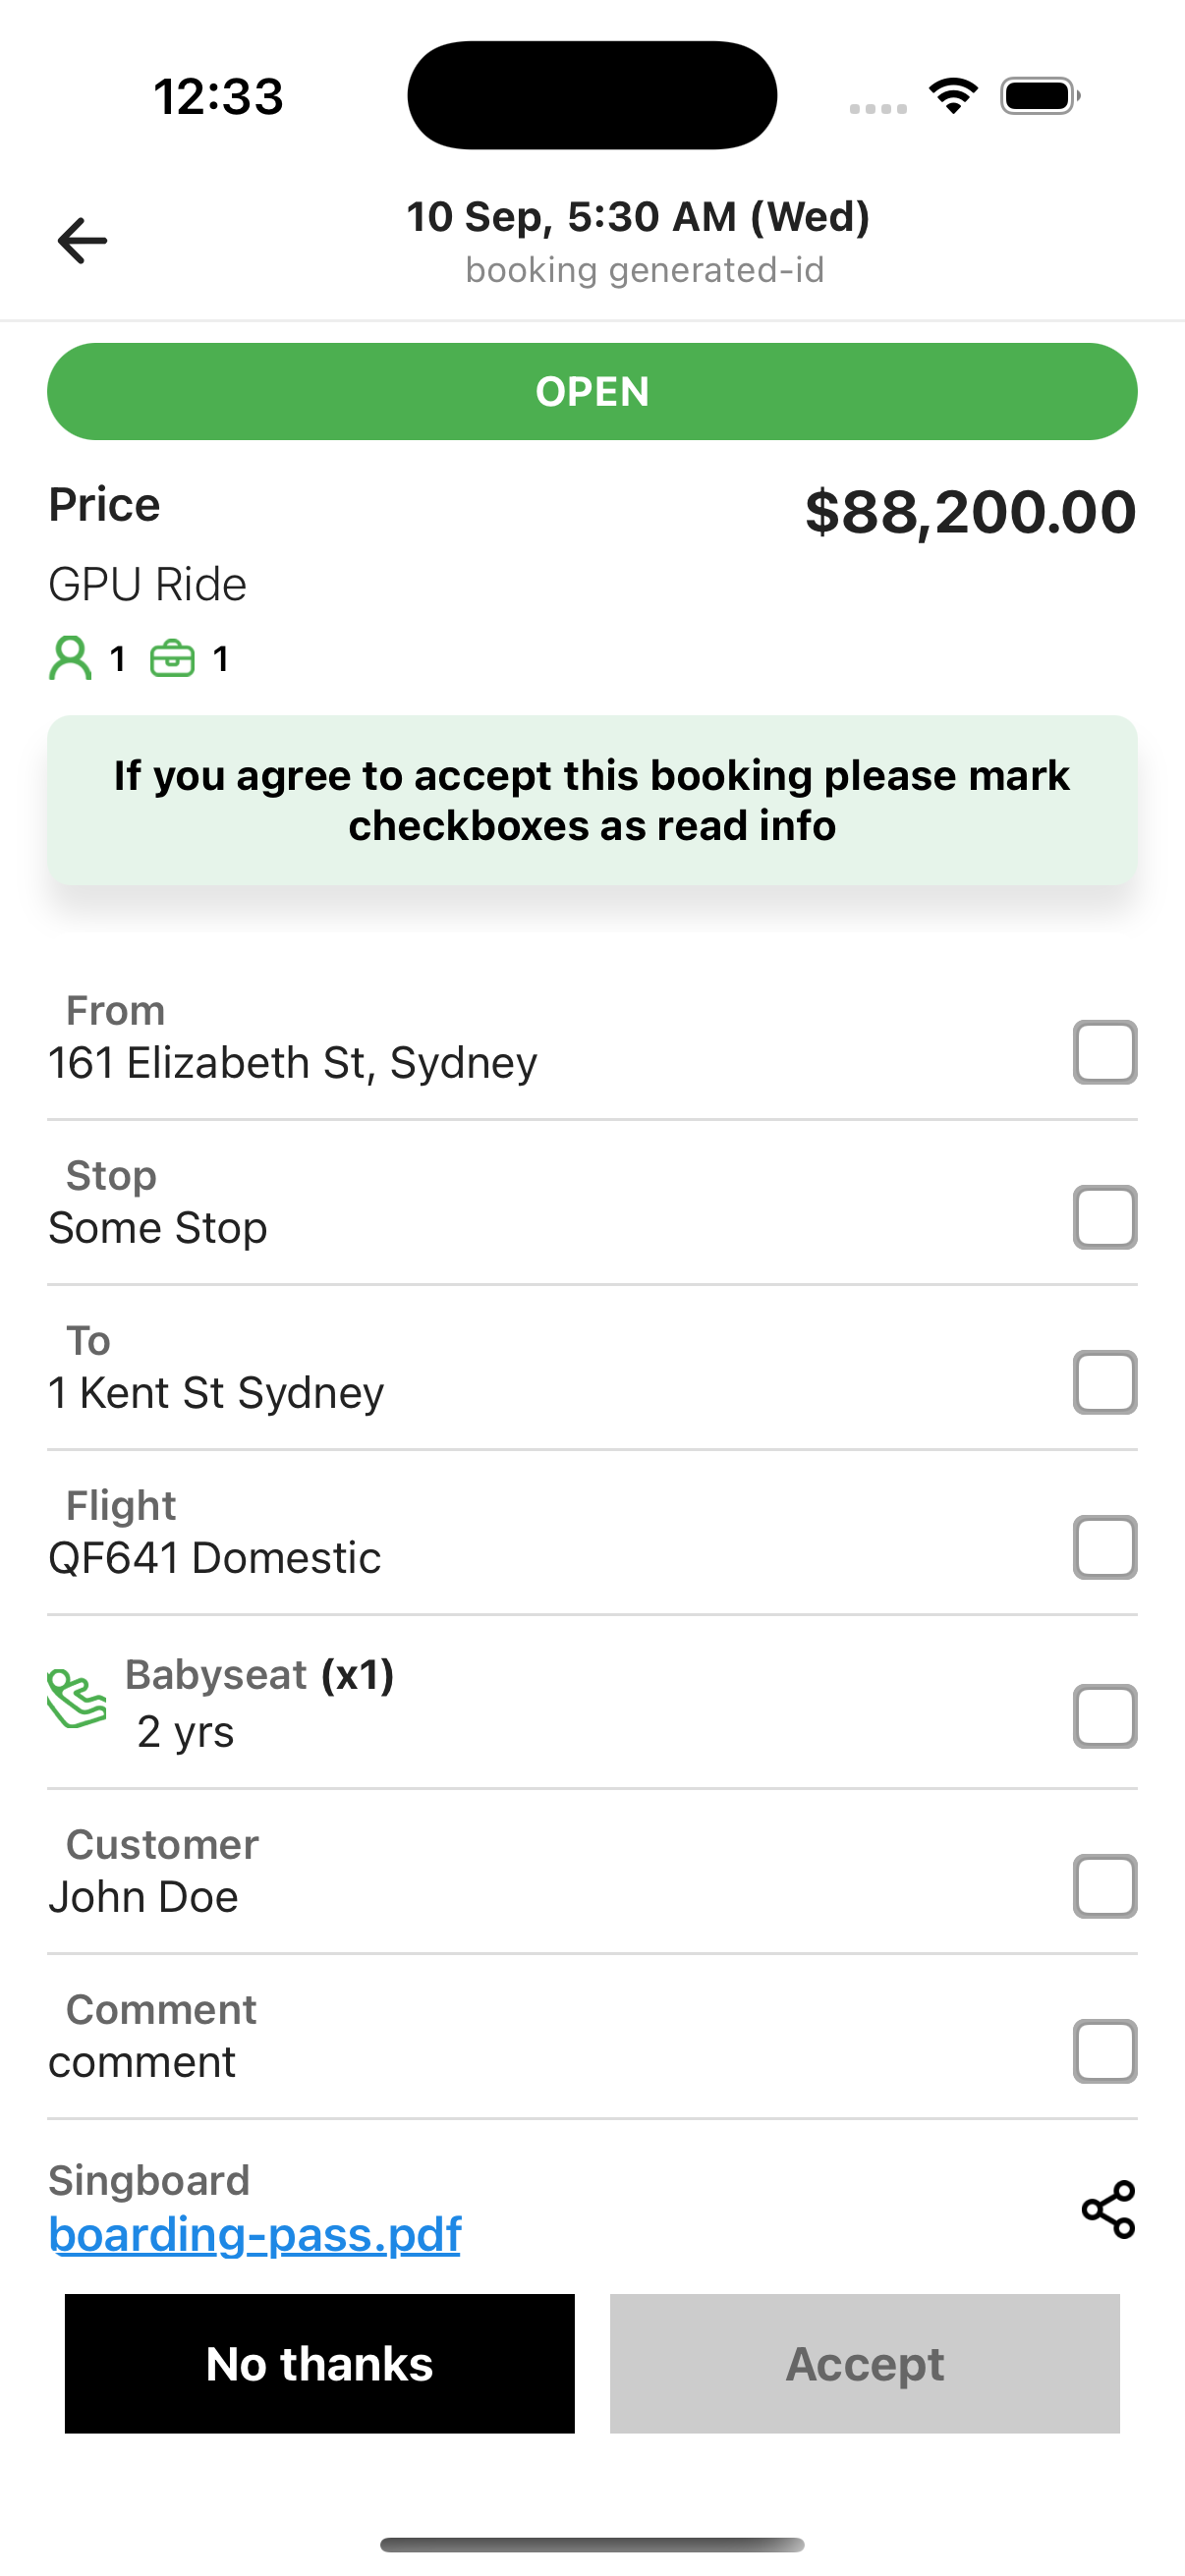 12:33
10 Sep, 5:30 AM (Wed)
booking generated-id
OPEN
Price
$88,200.00
GPU Ride
1 1
If you agree to accept this booking please mark
checkboxes as read info
From
161 Elizabeth St, Sydney
Stop
Some Stop
To
1 Kent St Sydney
Flight
QF641 Domestic
Babyseat (x1)
2 yrs
Customer
John Doe
Comment
comment
Singboard
boarding-pass.pdf
No thanks
Accept